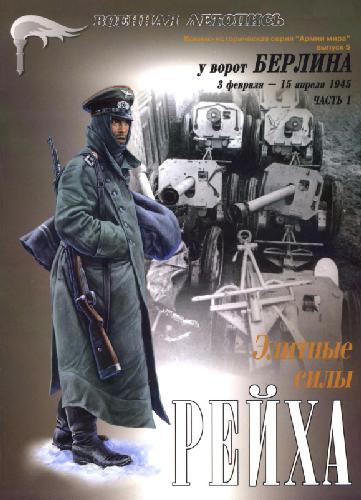 ВОЕННАЯ ЛЕТОПИСЬ
Военно-историческая серия "Армии мира"
выпуск 5
у ворот БЕРЛИНА
3 февраля — 15 апреля 1945
ЧАСТЬ 1
Элитные
силы
РЕЙХА